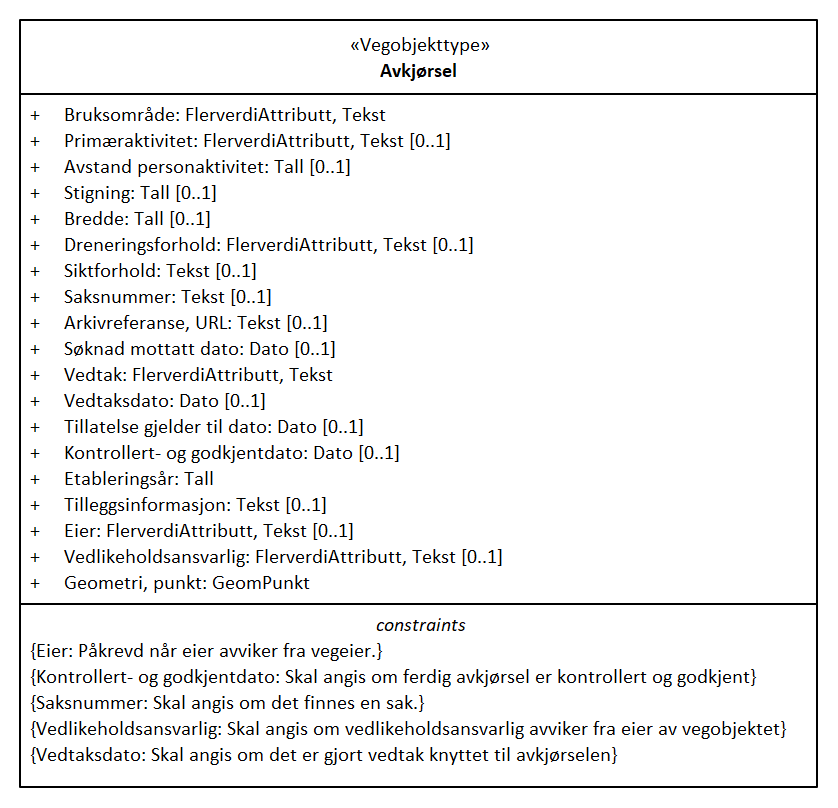 «Vegobjekttype»
Avkjørsel
+ Bruksområde: FlerverdiAttributt, Tekst
+ Primæraktivitet: FlerverdiAttributt, Tekst [0..1]
+ Avstand personaktivitet: Tall [0..1]
+ Stigning: Tall [0..1]
+ Bredde: Tall [0..1]
+ Dreneringsforhold: FlerverdiAttributt, Tekst [0..1]
+ Siktforhold: Tekst [0..1]
+ Saksnummer: Tekst [0..1]
+ Arkivreferanse, URL: Tekst [0..1]
+ Søknad mottatt dato: Dato [0..1]
+ Vedtak: FlerverdiAttributt, Tekst
+ Vedtaksdato: Dato [0..1]
+ Tillatelse gjelder til dato: Dato [0..1]
+ Kontrollert- og godkjentdato: Dato [0..1]
+ Etableringsår: Tall
+ Tilleggsinformasjon: Tekst [0..1]
+ Eier: FlerverdiAttributt, Tekst [0..1]
+ Vedlikeholdsansvarlig: FlerverdiAttributt, Tekst [0..1]
+ Geometri, punkt: GeomPunkt
constraints
{Eier: Påkrevd når eier avviker fra vegeier.}
{Kontrollert- og godkjentdato: Skal angis om ferdig avkjørsel er kontrollert og godkjent}
{Saksnummer: Skal angis om det finnes en sak.}
{Vedlikeholdsansvarlig: Skal angis om vedlikeholdsansvarlig avviker fra eier av vegobjektet}
{Vedtaksdato: Skal angis om det er gjort vedtak knyttet til avkjørselen}